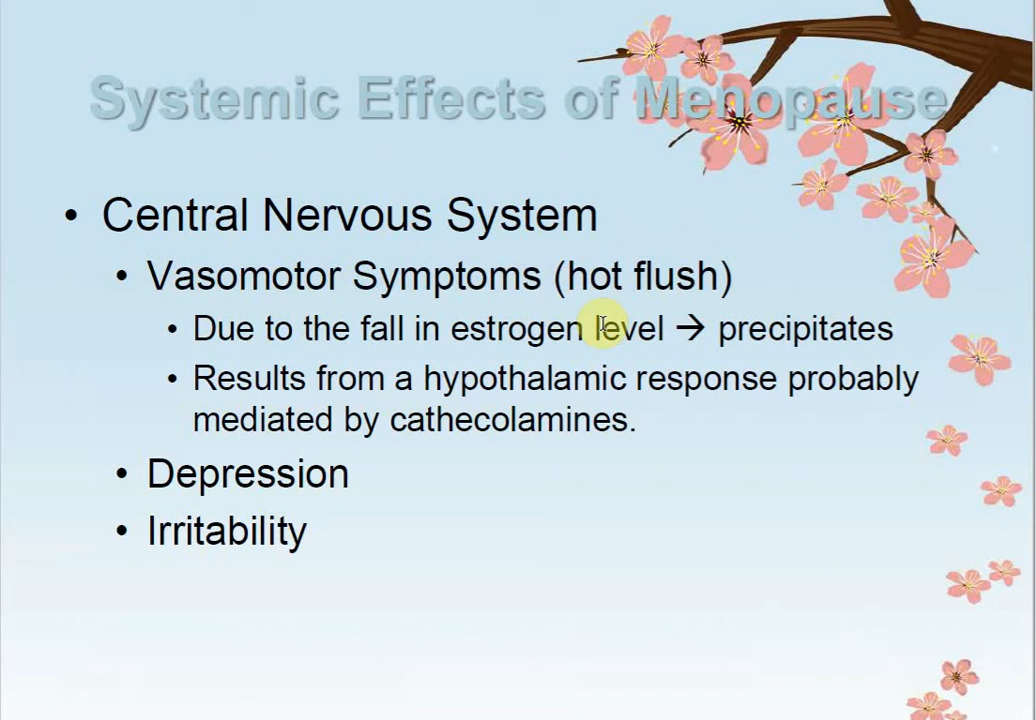 Systemic Effects of Menopause
• Central Nervous System
• Vasomotor Symptoms (hot flush)
• Due to the fall in estrogen level → precipitates
• Results from a hypothalamic response probably
mediated by cathecolamines.
• Depression
• Irritability